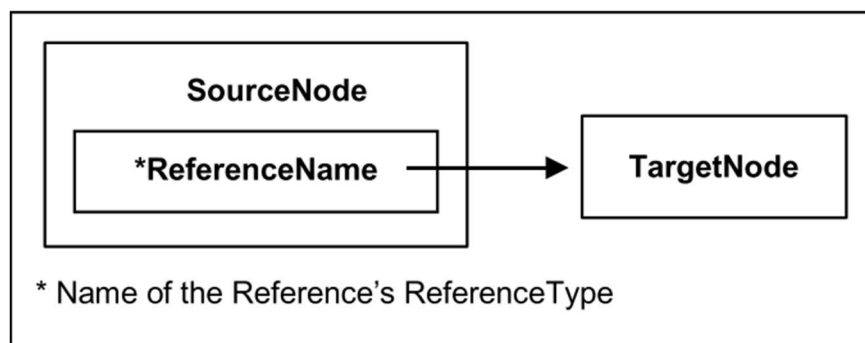 SourceNode
*ReferenceName
TargetNode
* Name of the Reference’s ReferenceType